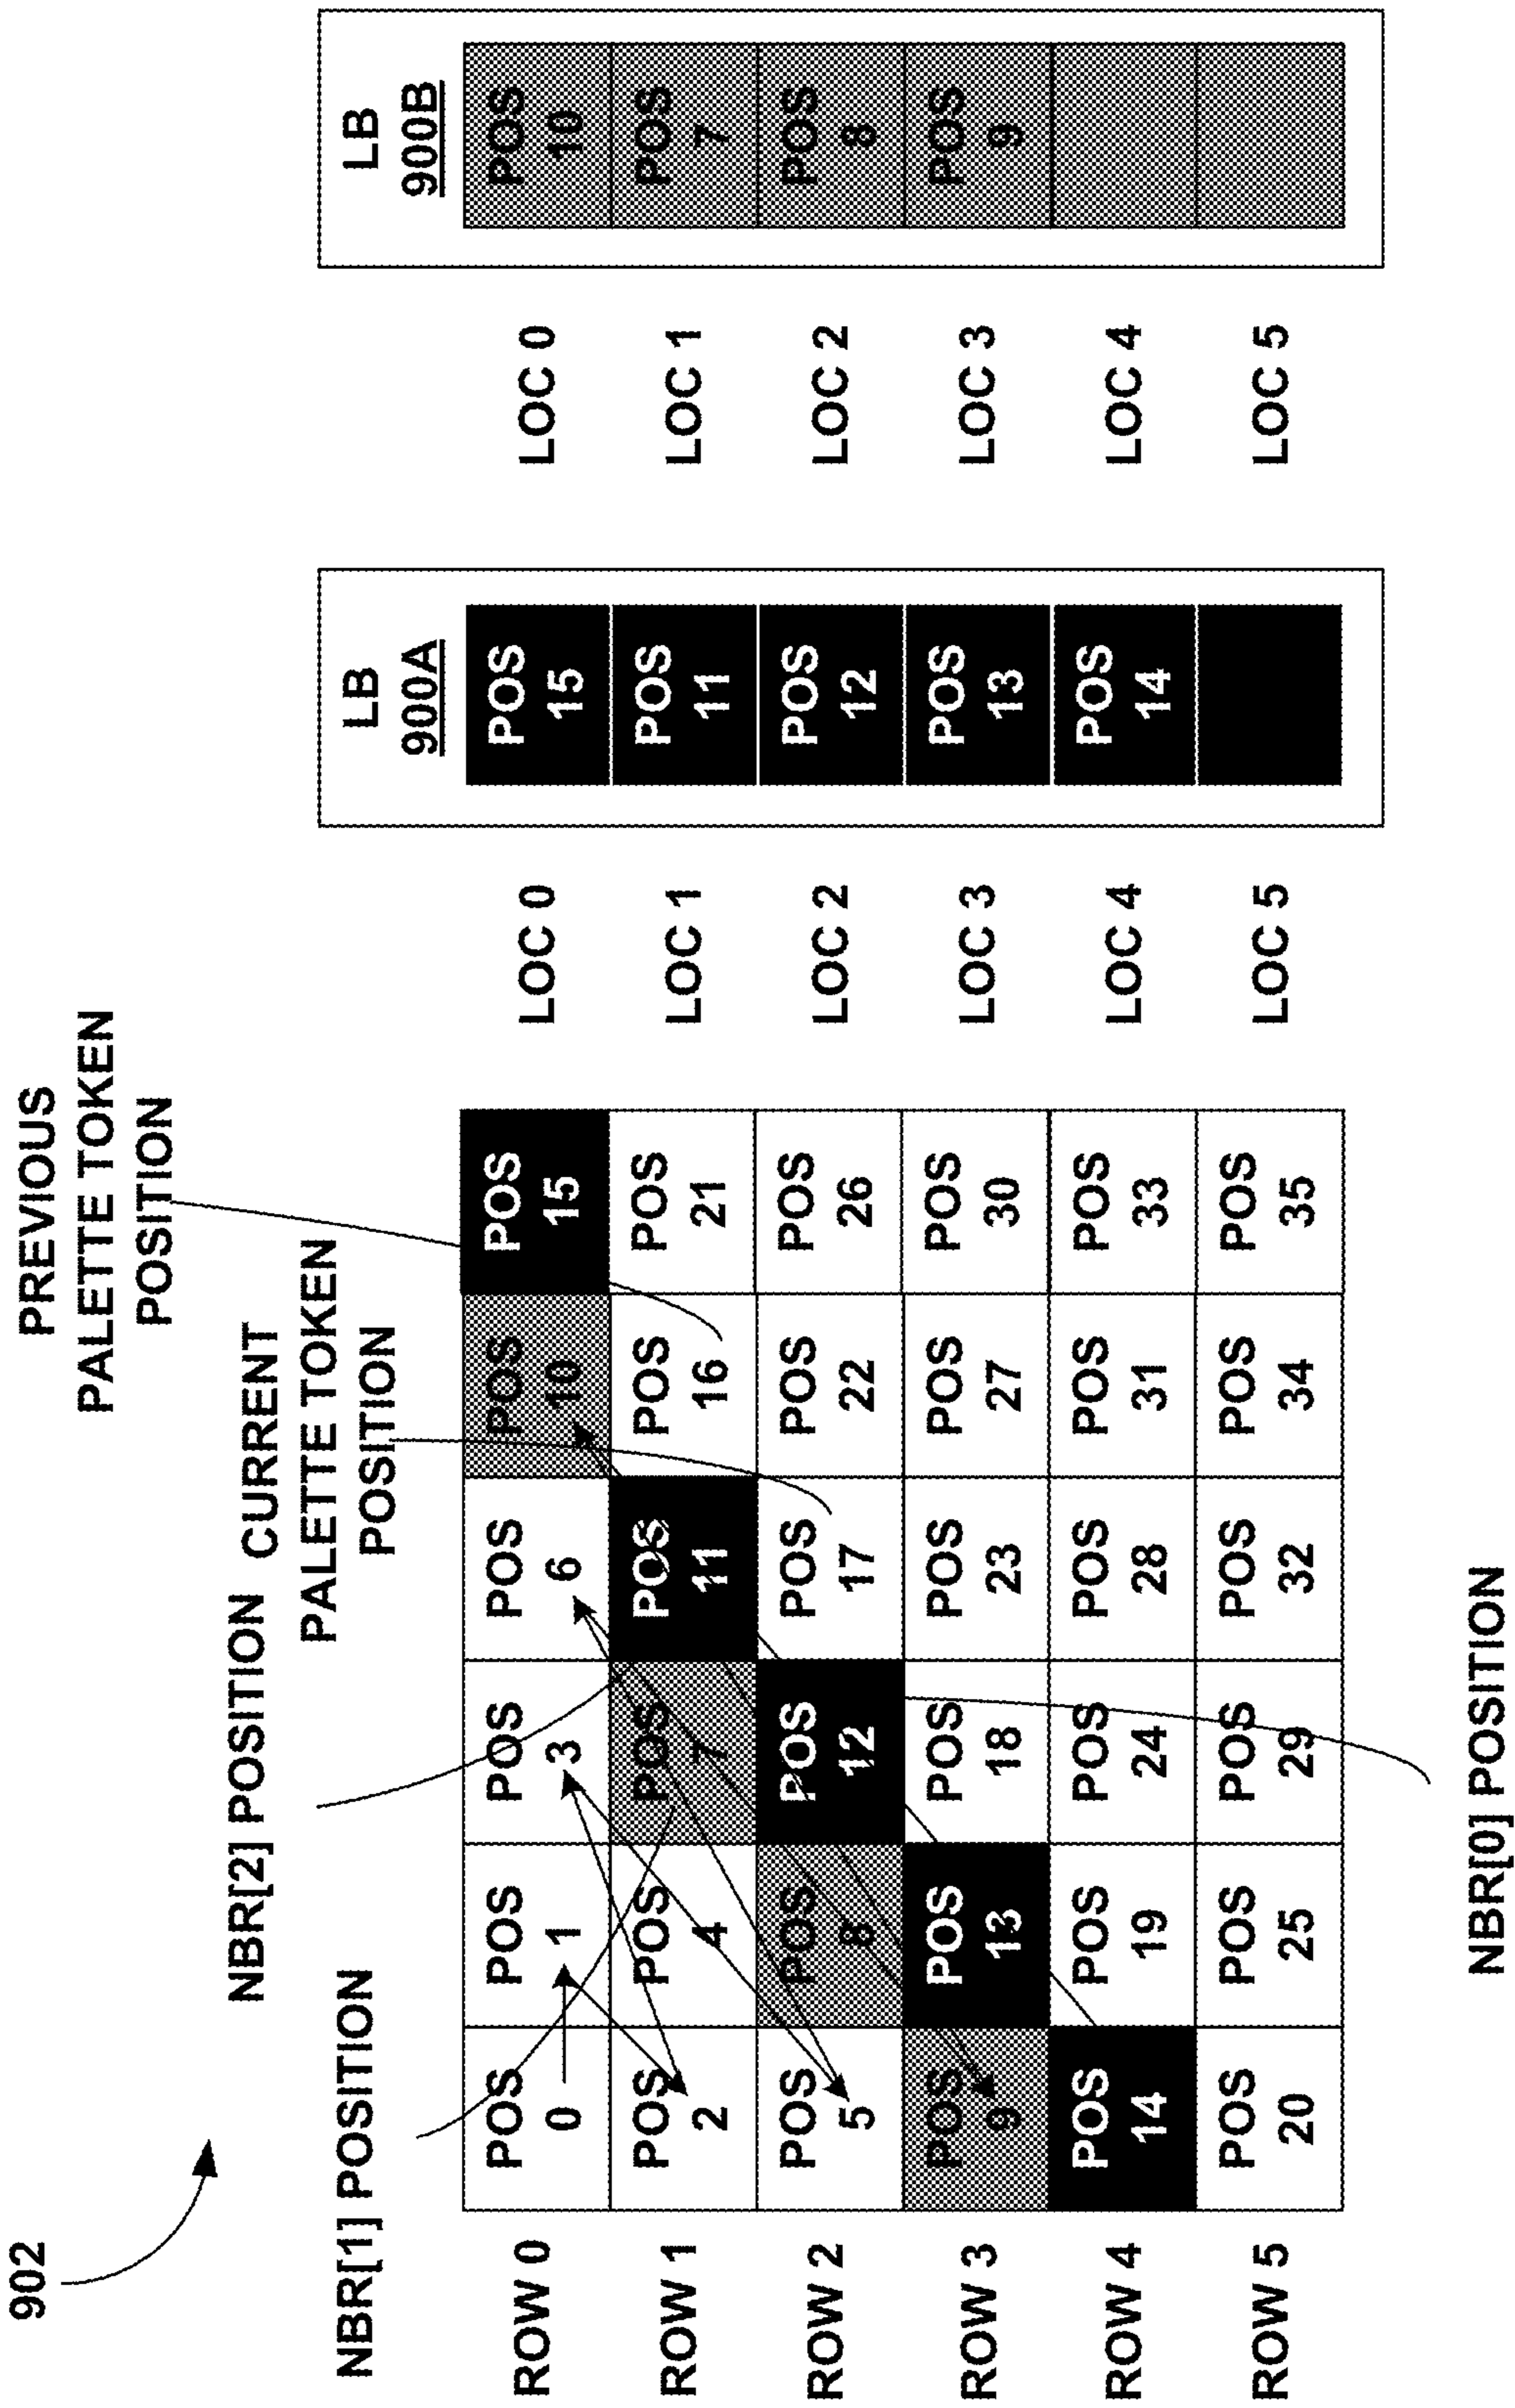 902
PREVIOUS
PALETTE TOKEN
POSITION
CURRENT
PALETTE TOKEN
POSITION
NBR[2] POSITION
NBR[1] POSITION
ROW 0
POS 0
POS 1
POS 3
POS 6
POS 10
POS 15
ROW 1
POS 2
POS 4
POS 7
POS 11
POS 16
POS 21
ROW 2
POS 5
POS 8
POS 12
POS 17
POS 22
POS 26
ROW 3
POS 9
POS 13
POS 18
POS 23
POS 27
POS 30
ROW 4
POS 14
POS 19
POS 24
POS 28
POS 31
POS 33
ROW 5
POS 20
POS 25
POS 29
POS 32
POS 34
POS 35
NBR[0] POSITION
LB
900A
LOC 0
POS 15
LOC 1
POS 11
LOC 2
POS 12
LOC 3
POS 13
LOC 4
POS 14
LOC 5
LB
900B
LOC 0
POS 10
LOC 1
POS 7
LOC 2
POS 8
LOC 3
POS 9
LOC 4
LOC 5